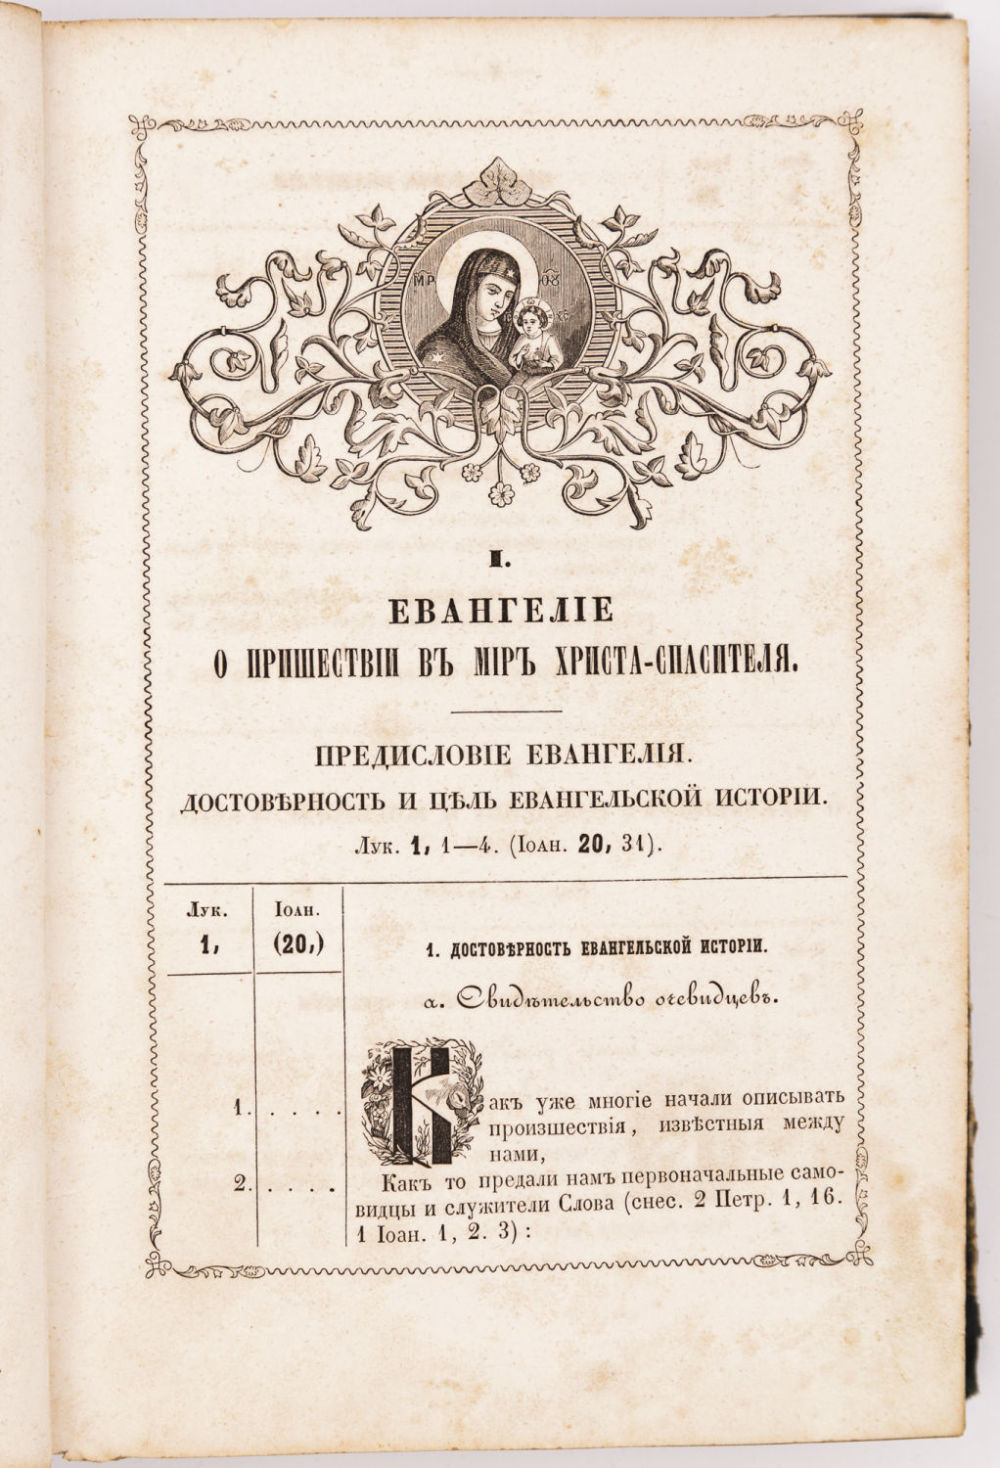 МР ѲУ
I.
ЕВАНГЕЛІЕ
О ПРИШЕСТВІИ ВЪ МІРЪ ХРИСТА-СПАСИТЕЛЯ.
ПРЕДИСЛОВІЕ ЕВАНГЕЛІЯ.
ДОСТОВѢРНОСТЬ И ЦѢЛЬ ЕВАНГЕЛЬСКОЙ ИСТОРІИ.
Лук. 1, 1—4. (Іоан. 20, 31).
Лук. Іоан.
1, (20,)
1. ДОСТОВѢРНОСТЬ ЕВАНГЕЛЬСКОЙ ИСТОРІИ.
а. Свидѣтельство очевидцевъ.
1. . . . . Какъ уже многіе начали описывать
произшествія, извѣстныя между
нами,
2. . . . . Какъ то предали намъ первоначальные само-
видцы и служители Слова (снес. 2 Петр. 1, 16.
1 Іоан. 1, 2. 3) :